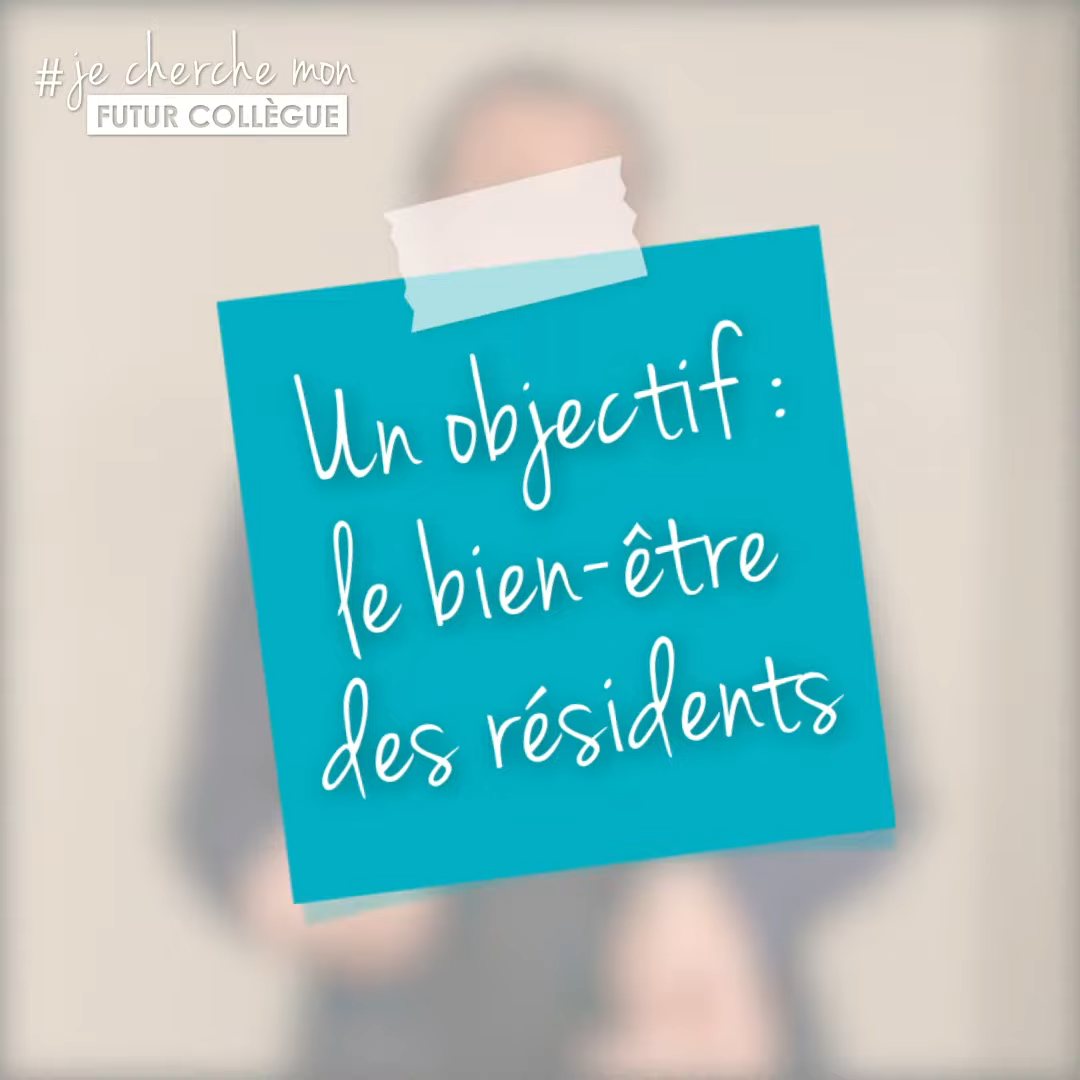 #je cherche mon
FUTUR COLLÈGUE
Un objectif :
le bien-être
des résidents